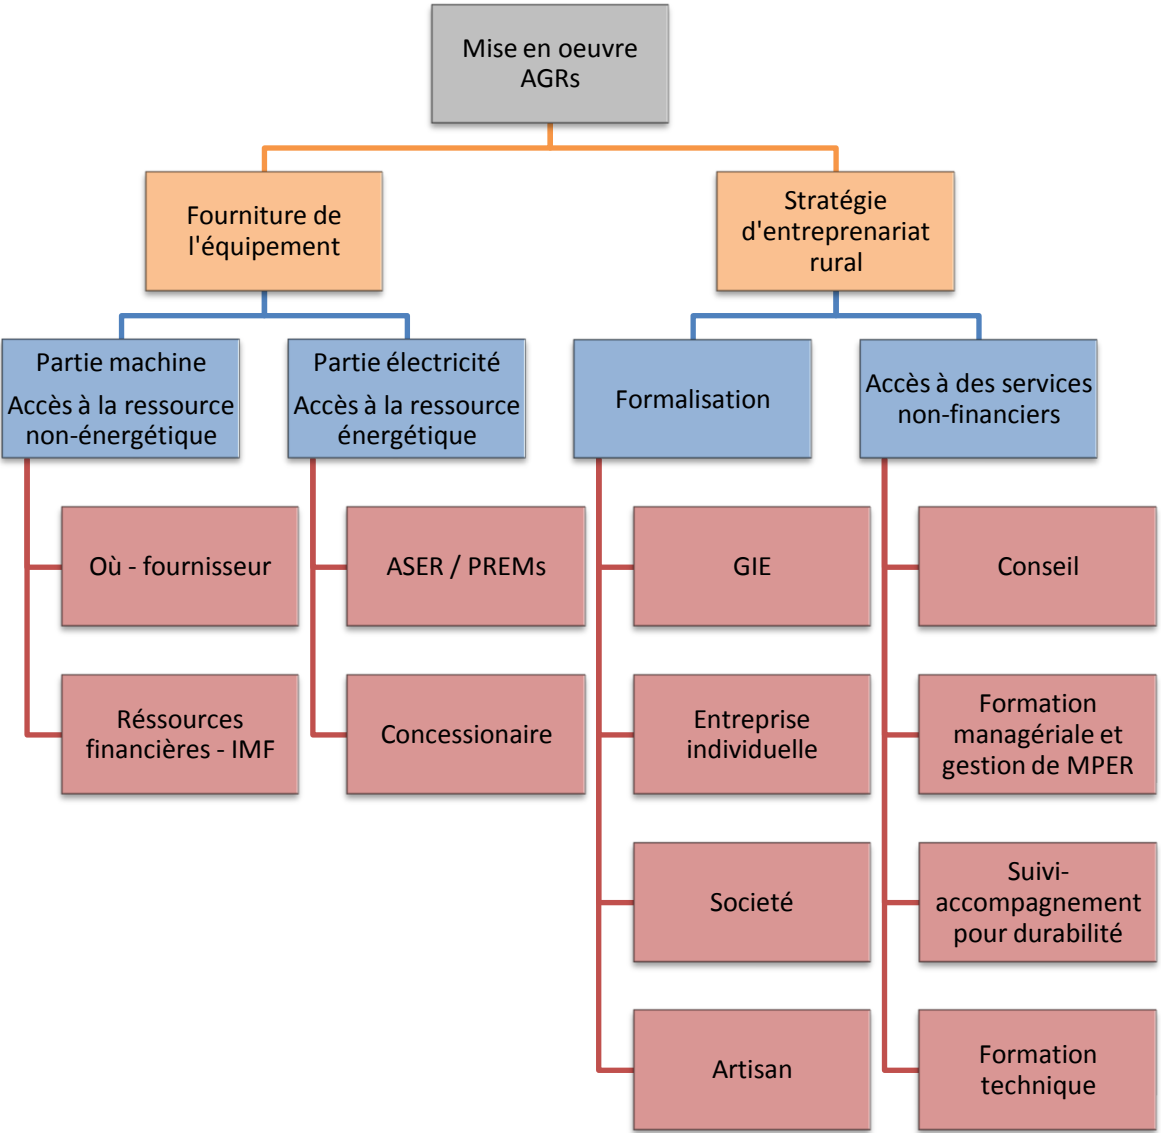 Mise en oeuvre
AGRs
Fourniture de
l'équipement
Stratégie
d'entreprenariat
rural
Partie machine
Accès à la ressource
non-énergétique
Partie électricité
Accès à la ressource
énergétique
Formalisation
Accès à des services
non-financiers
Où - fournisseur
ASER / PREMs
GIE
Conseil
Réssources
financières - IMF
Concessionaire
Entreprise
individuelle
Formation
managériale et
gestion de MPER
Societé
Suivi-
accompagnement
pour durabilité
Artisan
Formation
technique